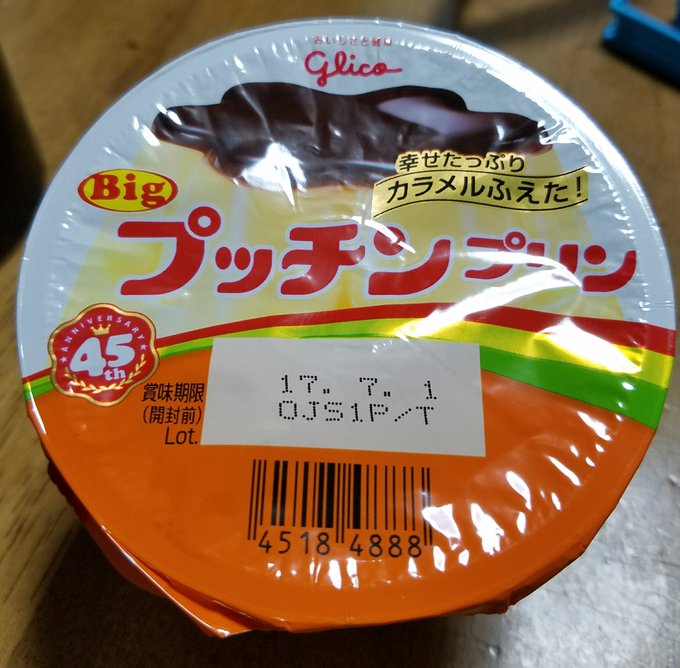 おいしさと健康
Glico
幸せたっぷり
カラメルふえた!
Big
プッチンプリン
ANNIVERSARY
45th
賞味期限
(開封前)
Lot.
17. 7. 1
OJS1P/T
4518 4888